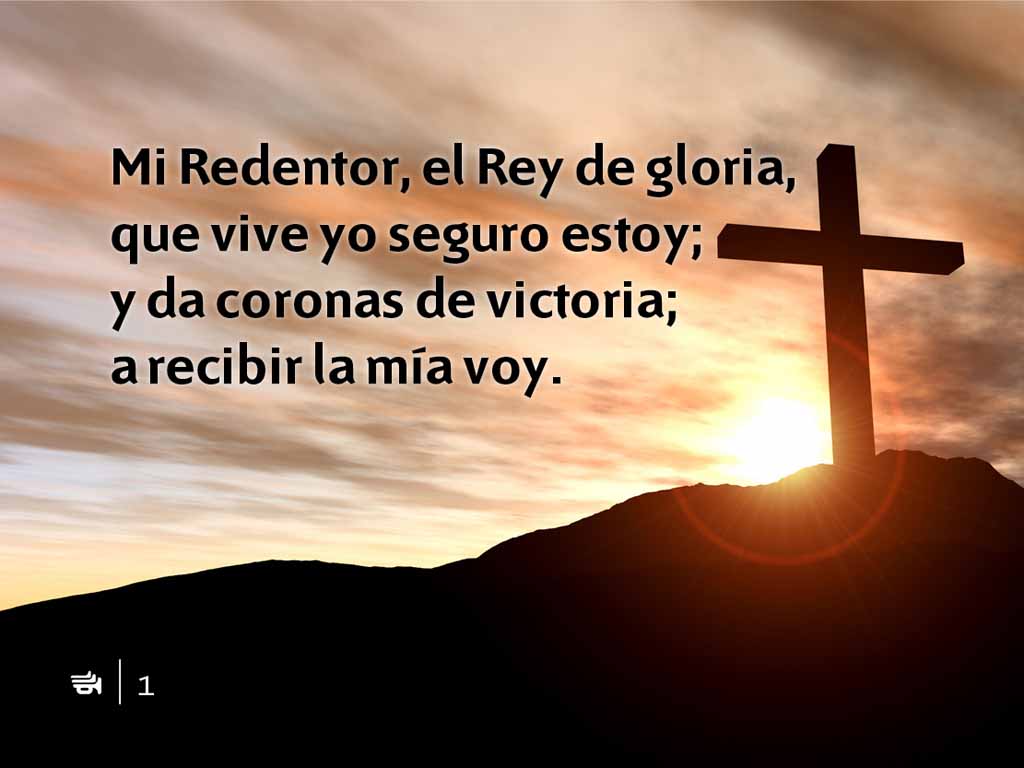 Mi Redentor, el Rey de gloria,
que vive yo seguro estoy;
y da coronas de victoria;
a recibir la mía voy.
1